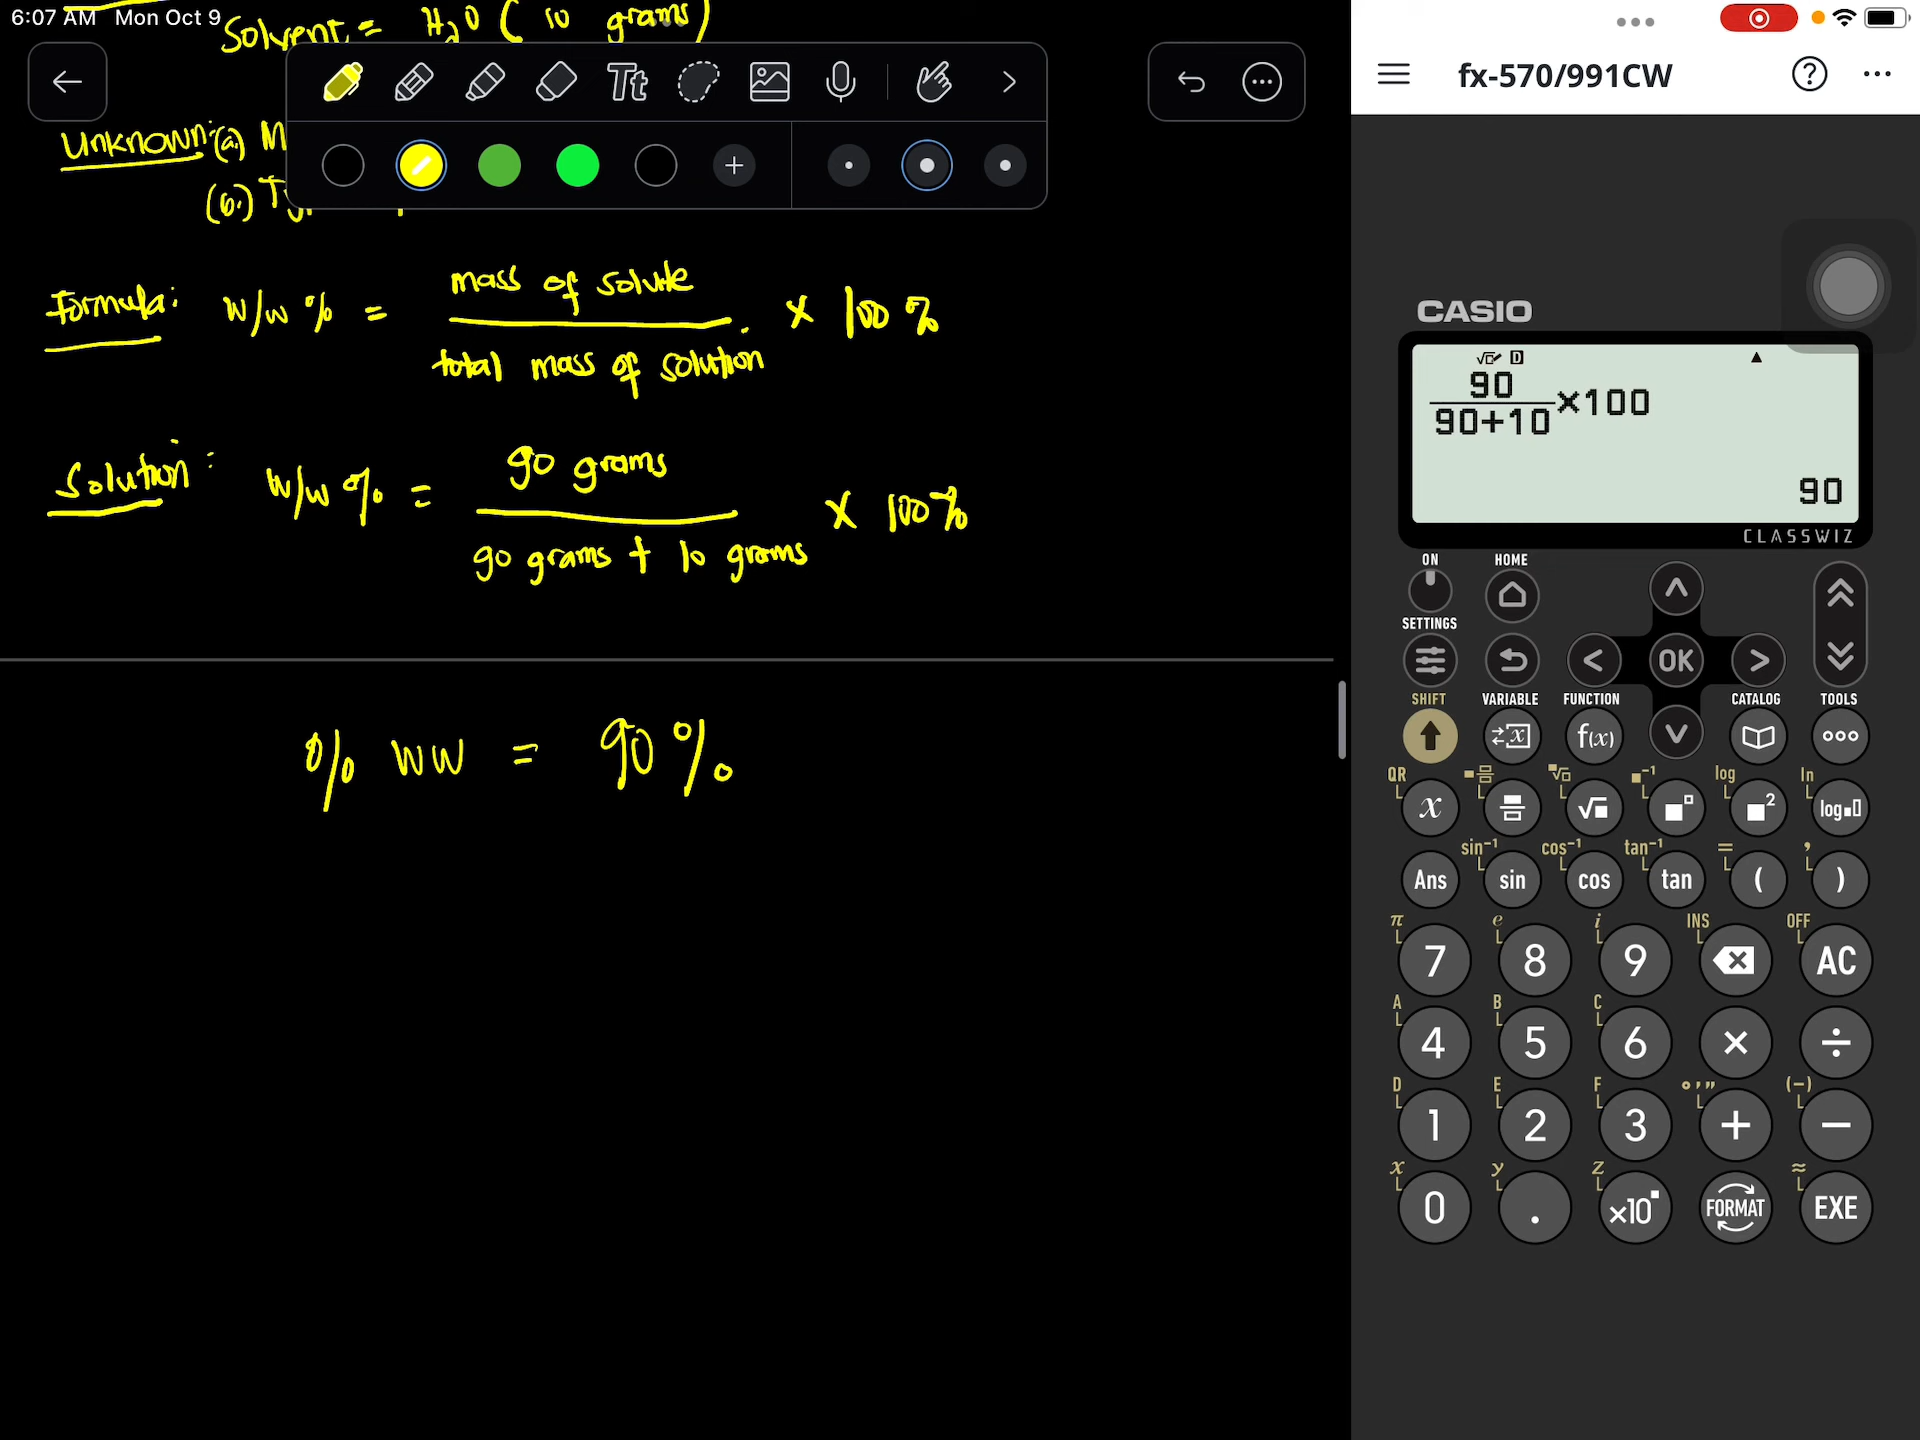 6:07 AM Mon Oct 9
Solvent = H₂O ( 10 grams)
Unknown: (a.) M
(b.)
Formula: W/W % = mass of solute / total mass of solution × 100 %
Solution: W/W % = 90 grams / 90 grams + 10 grams × 100%
% WW = 90 %
Tt
fx-570/991CW
CASIO
D
90 / 90+10 ×100
90
CLASSWIZ
ON HOME
SETTINGS
OK
SHIFT VARIABLE FUNCTION CATALOG TOOLS
x f(x)
QR √ -1 log ln
x √ 2 log
sin-1 cos-1 tan-1 = ,
Ans sin cos tan ( )
π e i INS OFF
7 8 9 AC
A B C
4 5 6 × ÷
D E F ° ′ ″ (−)
1 2 3 + −
x y z ≈
0 . ×10 FORMAT EXE